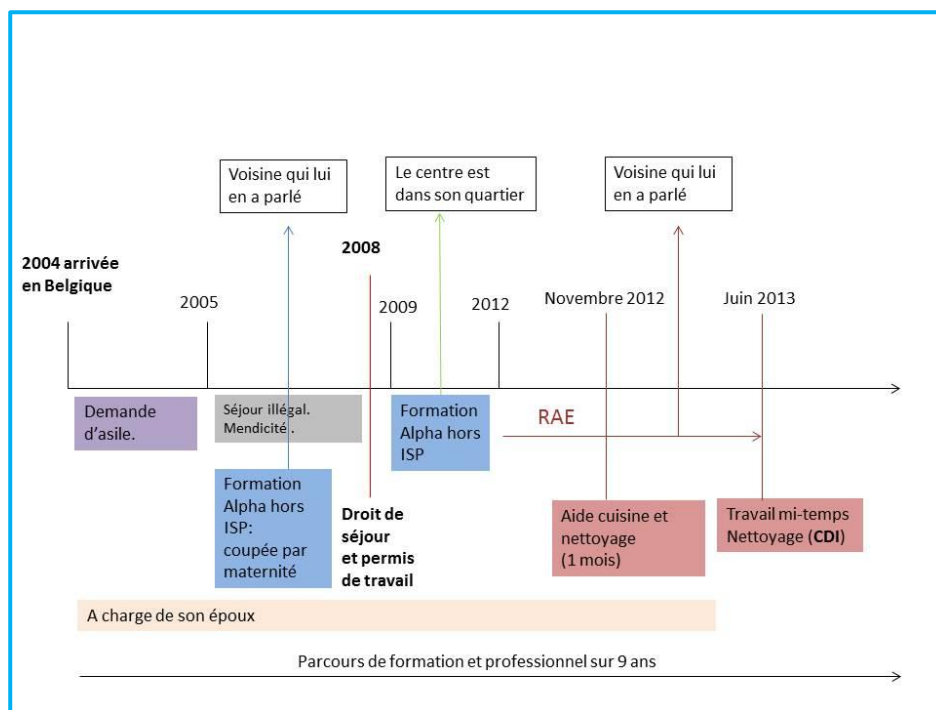 Voisine qui lui
en a parlé
Le centre est
dans son quartier
Voisine qui lui
en a parlé
2004 arrivée
en Belgique
2005
2008
2009
2012
Novembre 2012
Juin 2013
Demande
d'asile.
Séjour illégal.
Mendicité .
Formation
Alpha hors
ISP
RAE
Formation
Alpha hors
ISP:
coupée par
maternité
Droit de
séjour
et permis
de travail
Aide cuisine et
nettoyage
(1 mois)
Travail mi-temps
Nettoyage (CDI)
A charge de son époux
Parcours de formation et professionnel sur 9 ans